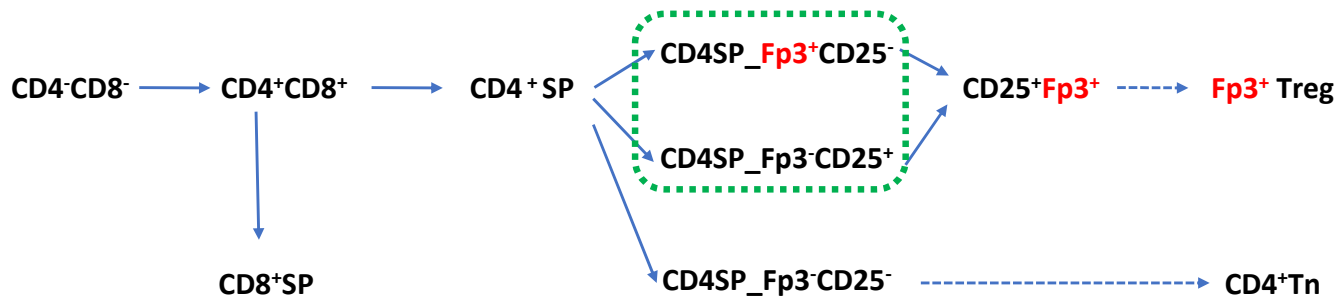 CD4SP_Fp3⁺CD25⁻
CD4⁻CD8⁻ CD4⁺CD8⁺ CD4⁺SP CD25⁺Fp3⁺ Fp3⁺ Treg
CD4SP_Fp3⁻CD25⁺
CD8⁺SP CD4SP_Fp3⁻CD25⁻ CD4⁺Tn